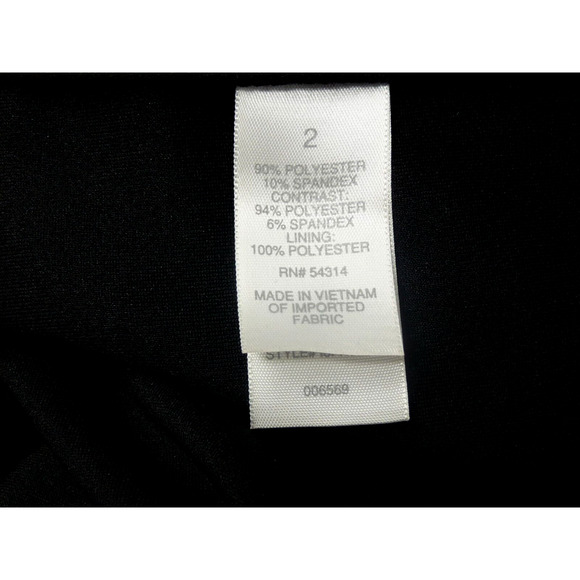 2
90% POLYESTER
10% SPANDEX
CONTRAST:
94% POLYESTER
6% SPANDEX
LINING:
100% POLYESTER
RN# 54314
MADE IN VIETNAM
OF IMPORTED
FABRIC
STYLE#
006569